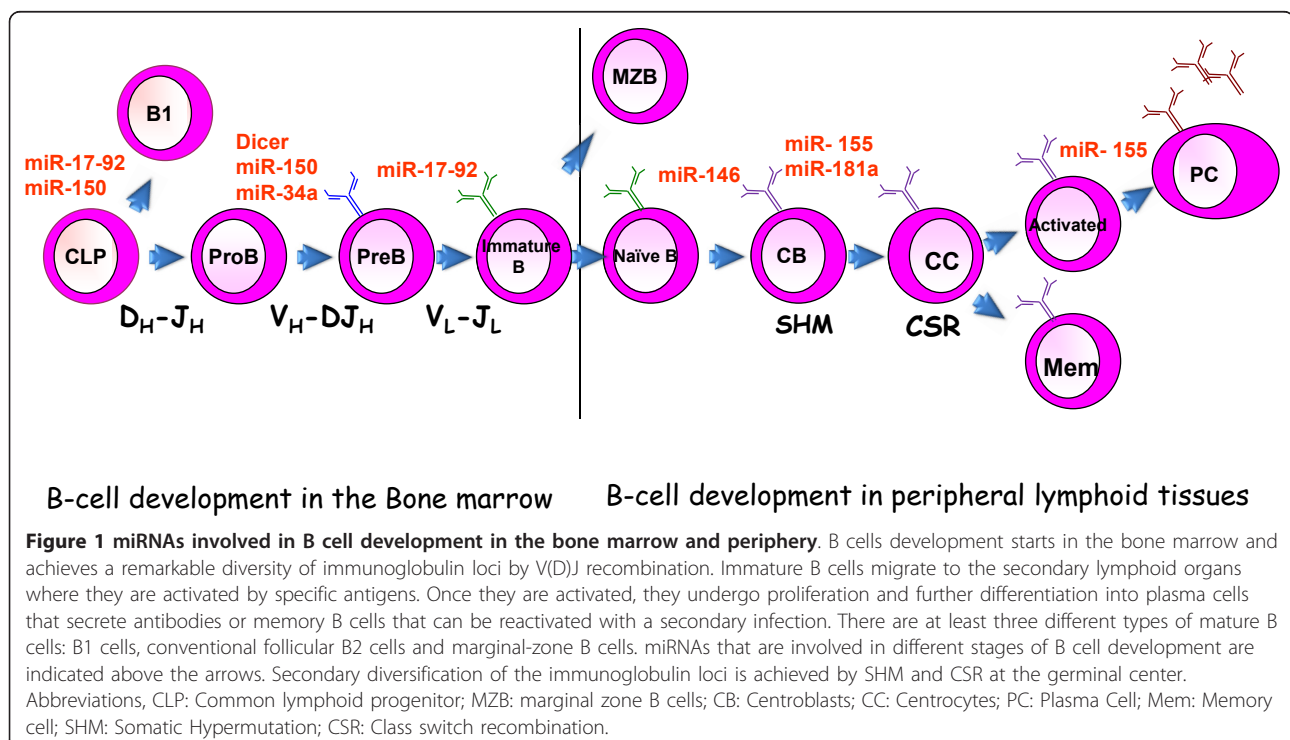 MZB
B1
miR-17-92
miR-150
Dicer
miR-150
miR-34a
miR-17-92
miR-146
miR- 155
miR-181a
miR- 155
PC
CLP
ProB
PreB
Immature
B
Naïve B
CB
CC
Activated
Mem
D_H-J_H
V_H-DJ_H
V_L-J_L
SHM
CSR
B-cell development in the Bone marrow
B-cell development in peripheral lymphoid tissues
Figure 1 miRNAs involved in B cell development in the bone marrow and periphery. B cells development starts in the bone marrow and
achieves a remarkable diversity of immunoglobulin loci by V(D)J recombination. Immature B cells migrate to the secondary lymphoid organs
where they are activated by specific antigens. Once they are activated, they undergo proliferation and further differentiation into plasma cells
that secrete antibodies or memory B cells that can be reactivated with a secondary infection. There are at least three different types of mature B
cells: B1 cells, conventional follicular B2 cells and marginal-zone B cells. miRNAs that are involved in different stages of B cell development are
indicated above the arrows. Secondary diversification of the immunoglobulin loci is achieved by SHM and CSR at the germinal center.
Abbreviations, CLP: Common lymphoid progenitor; MZB: marginal zone B cells; CB: Centroblasts; CC: Centrocytes; PC: Plasma Cell; Mem: Memory
cell; SHM: Somatic Hypermutation; CSR: Class switch recombination.